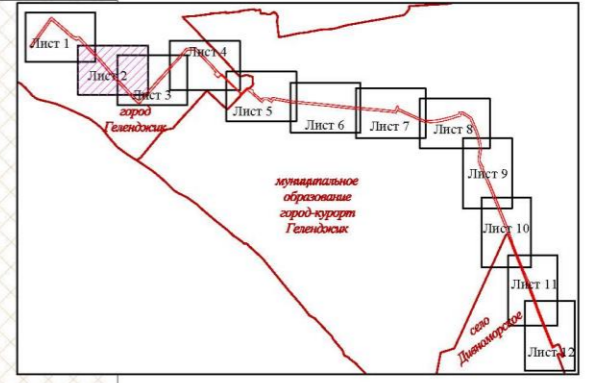 Лист 1
Лист 2
Лист 3
Лист 4
город
Геленджик
Лист 5
Лист 6
Лист 7
Лист 8
Лист 9
муниципальное
образование
город-курорт
Геленджик
Лист 10
Лист 11
село
Дивноморское
Лист 12